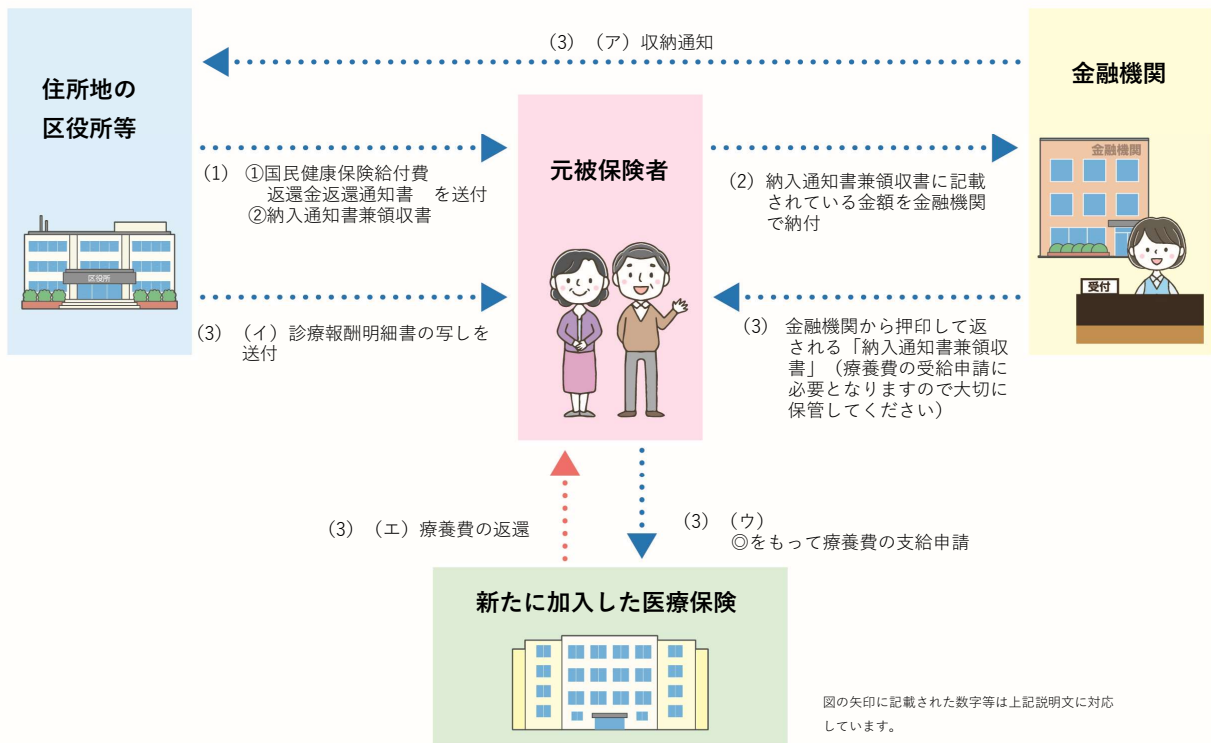 (3) (ア)収納通知
住所地の
区役所等
金融機関
金融機関
受付
元被保険者
(1) ①国民健康保険給付費
返還金返還通知書 を送付
②納入通知書兼領収書
(2) 納入通知書兼領収書に記載
されている金額を金融機関
で納付
区役所
(3) (イ)診療報酬明細書の写しを
送付
(3) 金融機関から押印して返
される「納入通知書兼領収
書」(療養費の受給申請に
必要となりますので大切に
保管してください)
(3) (エ)療養費の返還
(3) (ウ)
◎をもって療養費の支給申請
新たに加入した医療保険
図の矢印に記載された数字等は上記説明文に対応
しています。